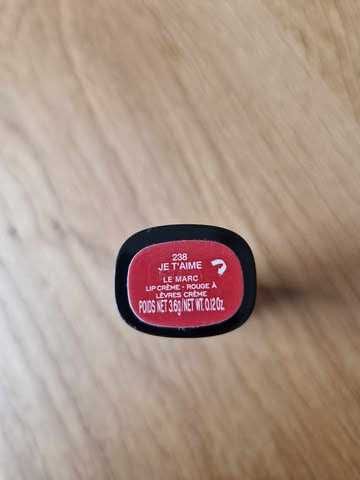 238
JE T'AIME
LE MARC
LIP CRÈME - ROUGE À
LÈVRES CRÈME
POIDS NET 3.6g/NET WT. 0.12 Oz.